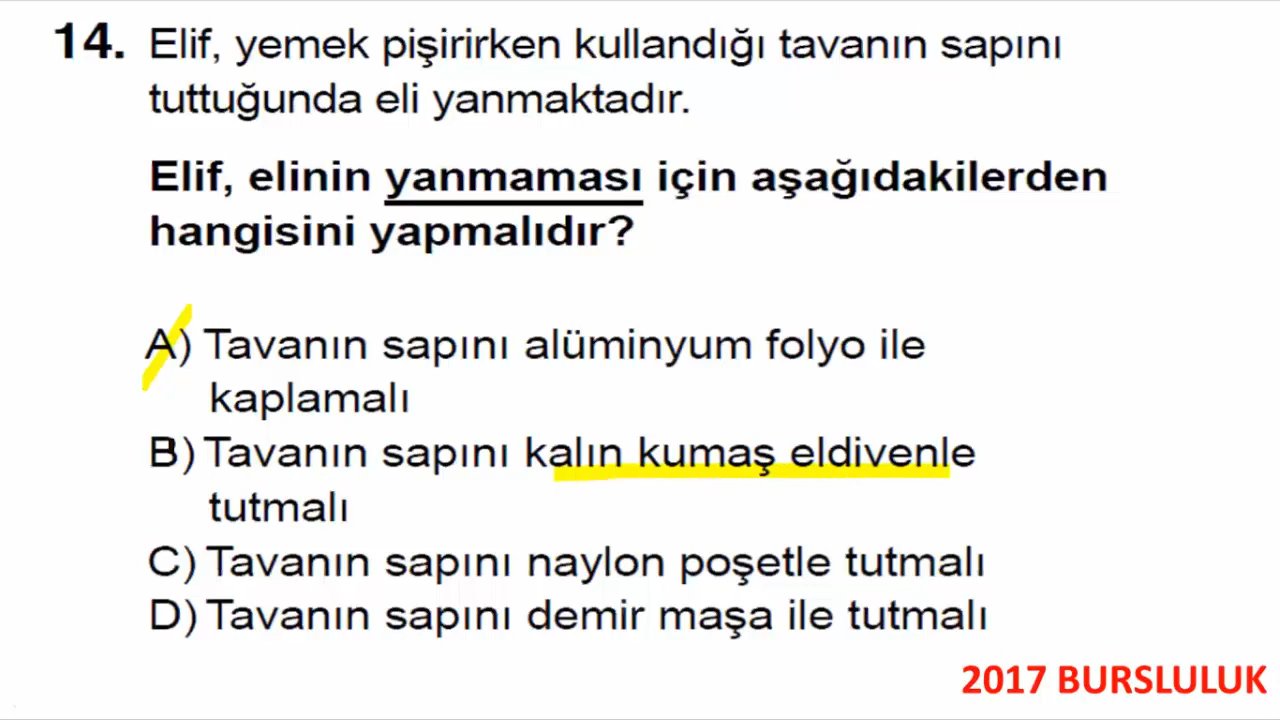 14. Elif, yemek pişirirken kullandığı tavanın sapını
tuttuğunda eli yanmaktadır.
Elif, elinin yanmaması için aşağıdakilerden
hangisini yapmalıdır?
A) Tavanın sapını alüminyum folyo ile
kaplamalı
B) Tavanın sapını kalın kumaş eldivenle
tutmalı
C) Tavanın sapını naylon poşetle tutmalı
D) Tavanın sapını demir maşa ile tutmalı
2017 BURSLULUK